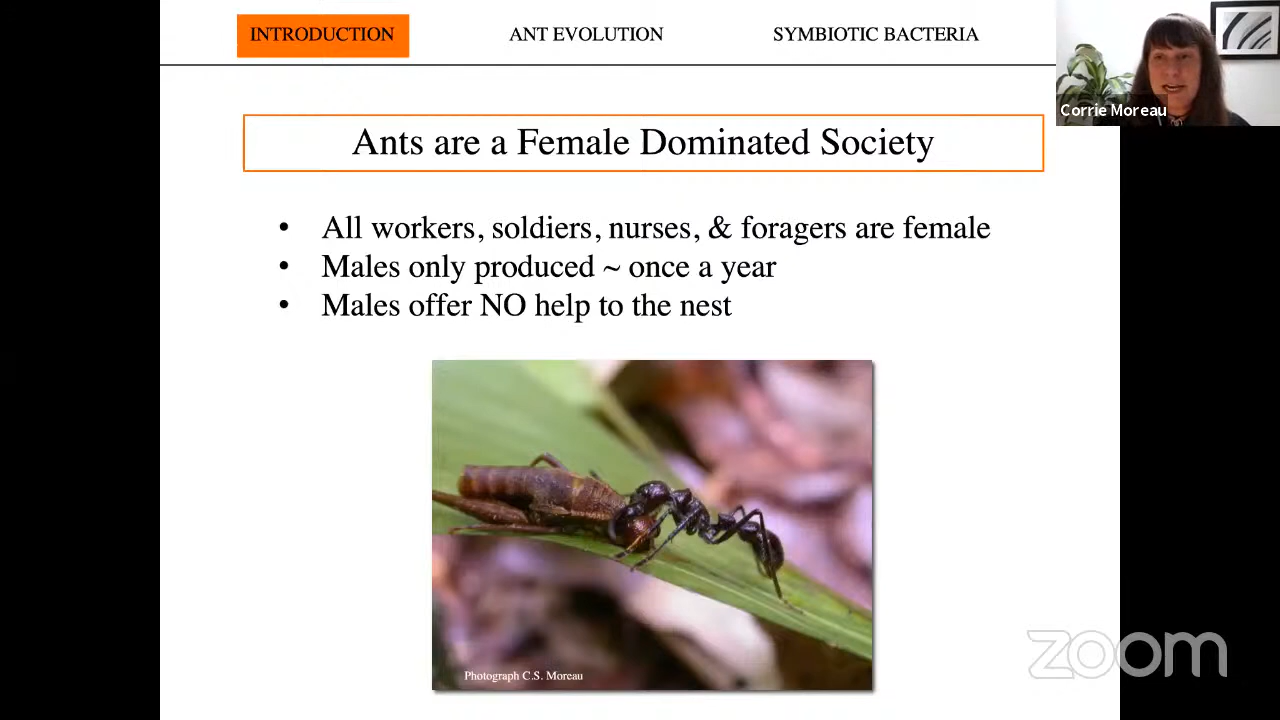 INTRODUCTION ANT EVOLUTION SYMBIOTIC BACTERIA
Corrie Moreau
Ants are a Female Dominated Society
• All workers, soldiers, nurses, & foragers are female
• Males only produced ~ once a year
• Males offer NO help to the nest
Photograph C.S. Moreau
zoom